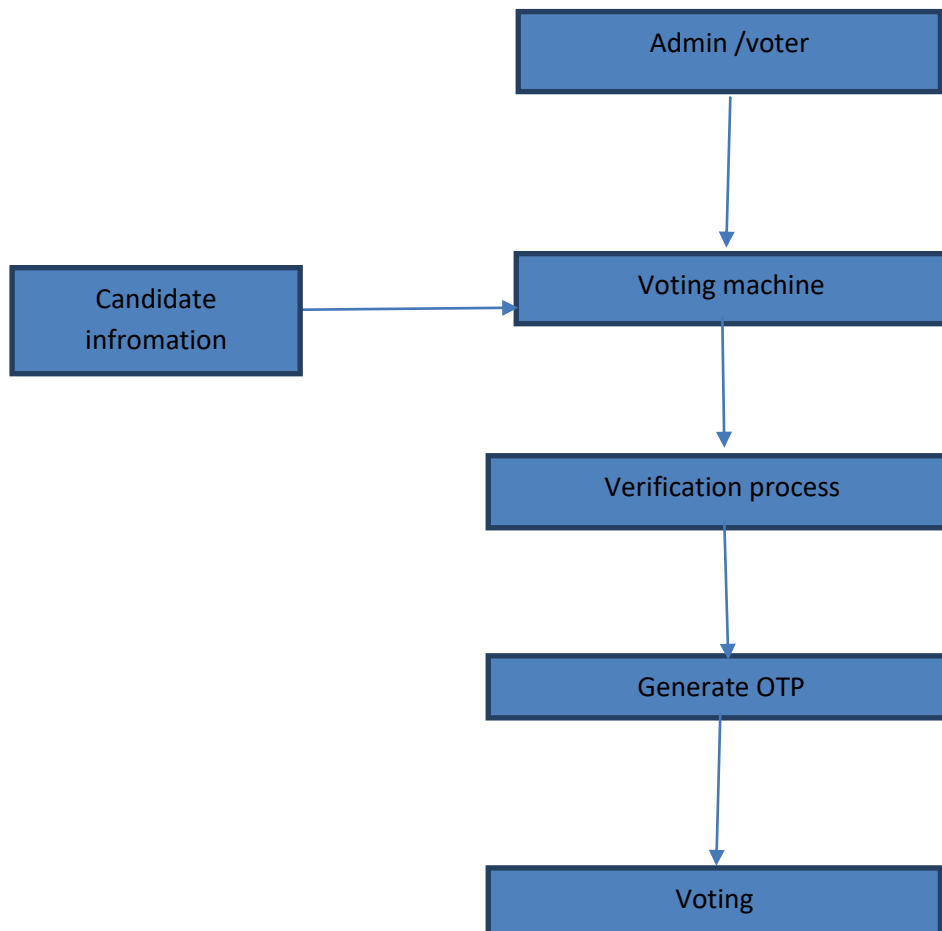 Admin /voter
Voting machine
Candidate
infromation
Verification process
Generate OTP
Voting